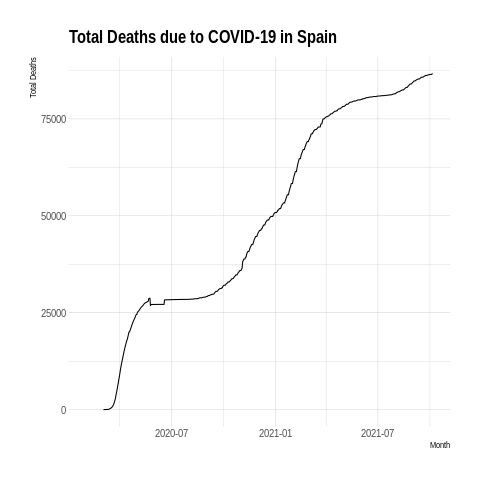 Total Deaths due to COVID-19 in Spain
Total Deaths
75000
50000
25000
0
2020-07 2021-01 2021-07
Month